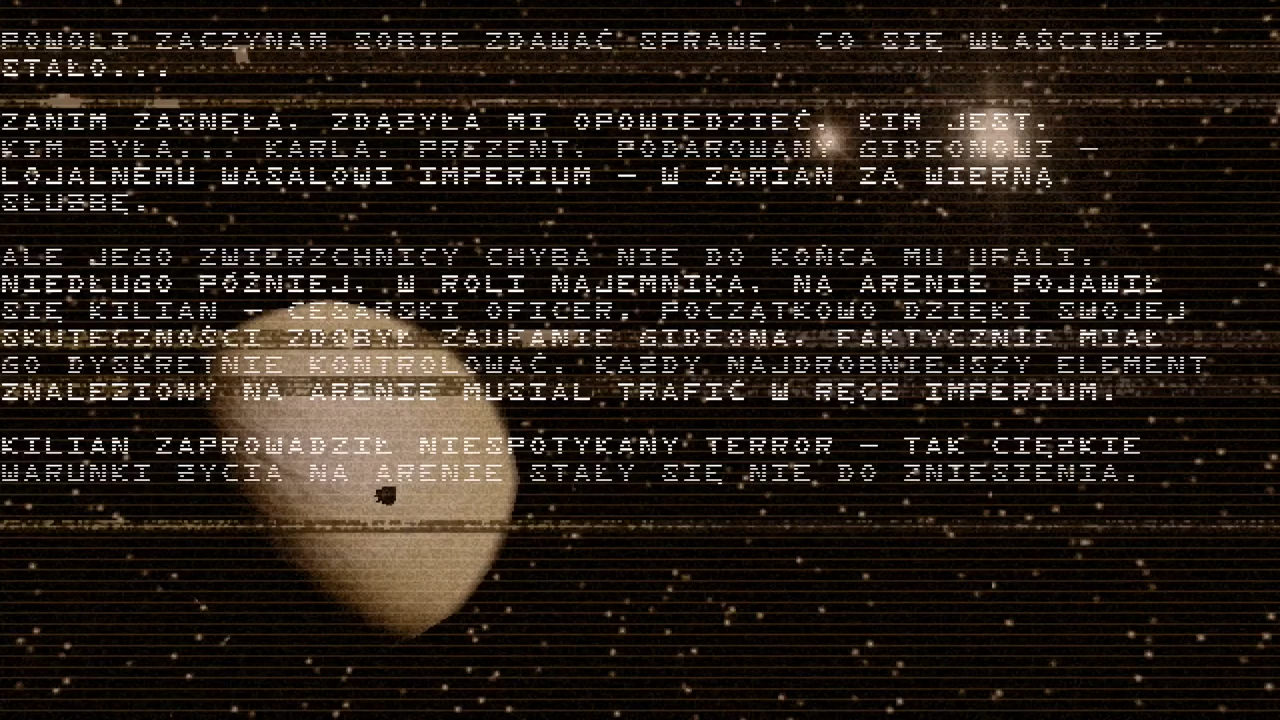 POWOLI ZACZYNAM SOBIE ZDAWAĆ SPRAWĘ, CO SIĘ WŁAŚCIWIE
STAŁO...
ZANIM ZASNĘŁA, ZDĄŻYŁA MI OPOWIEDZIEĆ, KIM JEST.
KIM BYŁA... KARLA. PREZENT, PODAROWANY GIDEONOWI –
LOJALNEMU WASALOWI IMPERIUM – W ZAMIAN ZA WIERNĄ
SŁUŻBĘ.
ALE JEGO ZWIERZCHNICY CHYBA NIE DO KOŃCA MU UFALI.
NIEDŁUGO PÓŹNIEJ, W ROLI NAJEMNIKA, NA ARENIE POJAWIŁ
SIĘ KILIAN – CESARSKI OFICER, POCZĄTKOWO DZIĘKI SWOJEJ
SKUTECZNOŚCI ZDOBYŁ ZAUFANIE GIDEONA. FAKTYCZNIE MIAŁ
GO DYSKRETNIE KONTROLOWAĆ. KAŻDY NAJDROBNIEJSZY ELEMENT
ZNALEZIONY NA ARENIE MUSIAŁ TRAFIĆ W RĘCE IMPERIUM.
KILIAN ZAPROWADZIŁ NIESPOTYKANY TERROR – TAK CIĘŻKIE
WARUNKI ŻYCIA NA ARENIE STAŁY SIĘ NIE DO ZNIESIENIA.